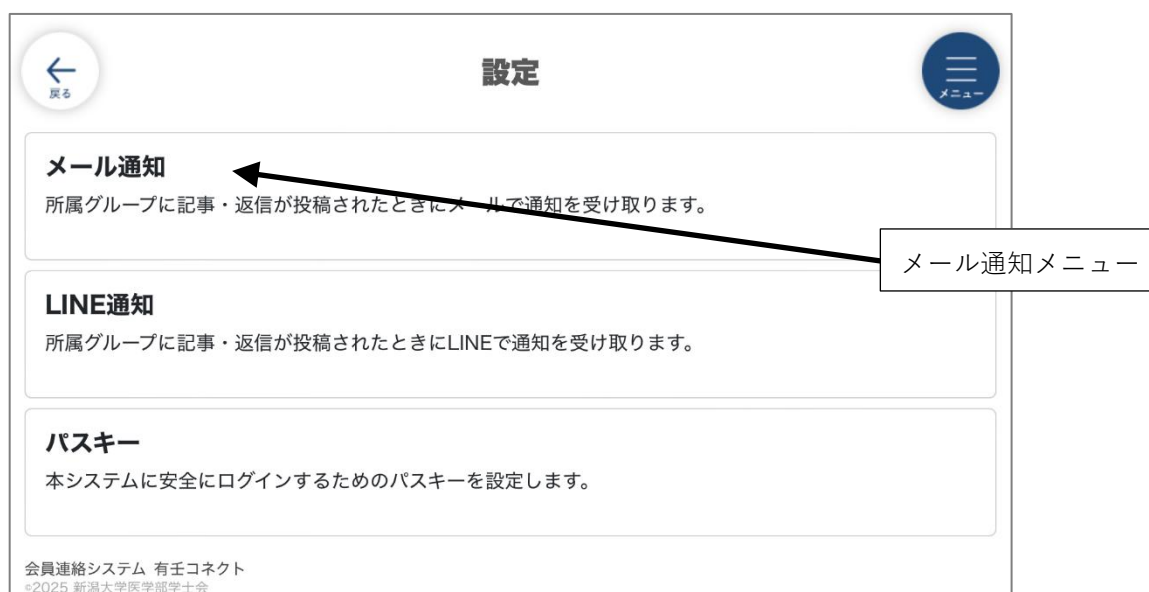 戻る
設定
メニュー
メール通知
所属グループに記事・返信が投稿されたときにメールで通知を受け取ります。
メール通知メニュー
LINE通知
所属グループに記事・返信が投稿されたときにLINEで通知を受け取ります。
パスキー
本システムに安全にログインするためのパスキーを設定します。
会員連絡システム 有壬コネクト
©2025 新潟大学医学部学士会